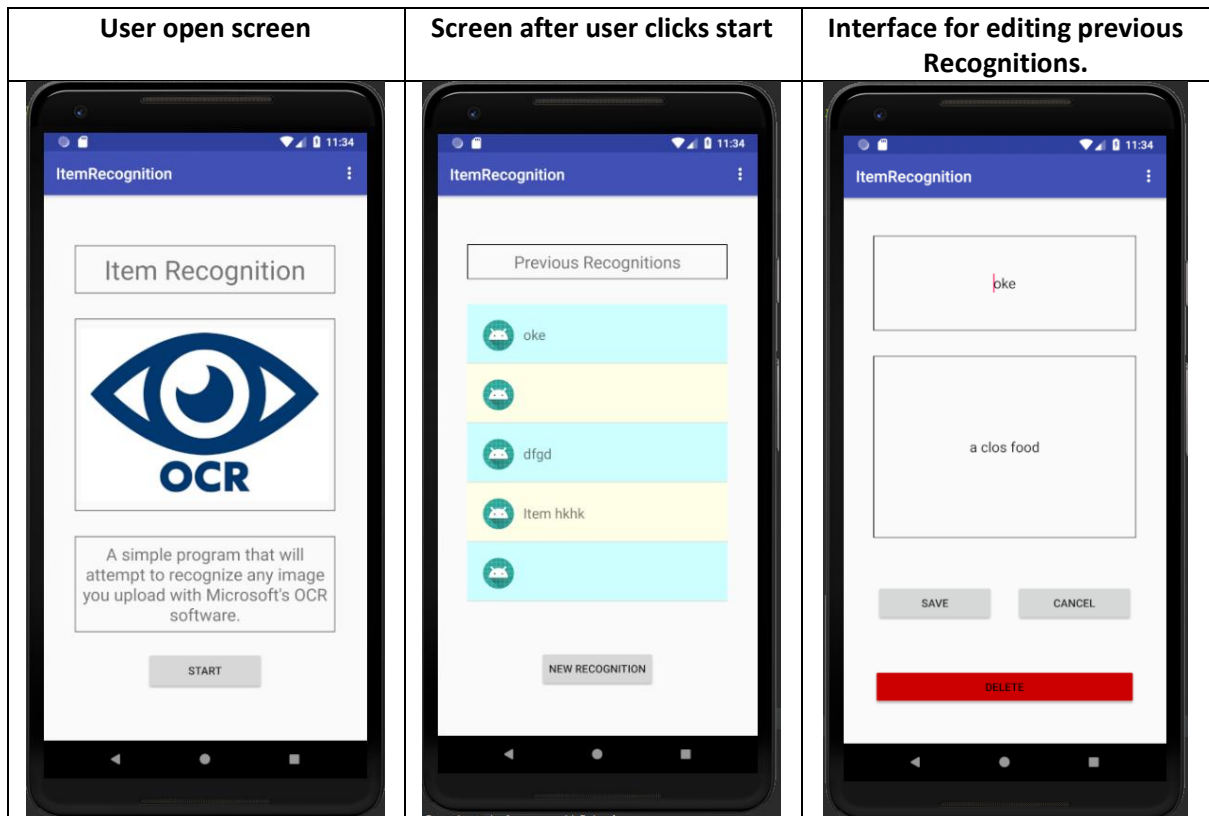 User open screen
Screen after user clicks start
Interface for editing previous
Recognitions.
11:34
ItemRecognition
Item Recognition
OCR
A simple program that will
attempt to recognize any image
you upload with Microsoft's OCR
software.
START
11:34
ItemRecognition
Previous Recognitions
oke
dfgd
Item hkhk
NEW RECOGNITION
11:34
ItemRecognition
oke
a clos food
SAVE
CANCEL
DELETE